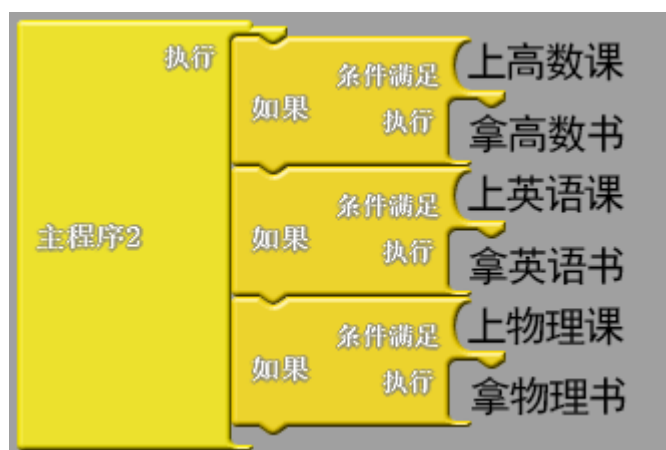 执行
条件满足 上高数课
如果 执行 拿高数书
条件满足 上英语课
主程序2 如果 执行 拿英语书
条件满足 上物理课
如果 执行 拿物理书